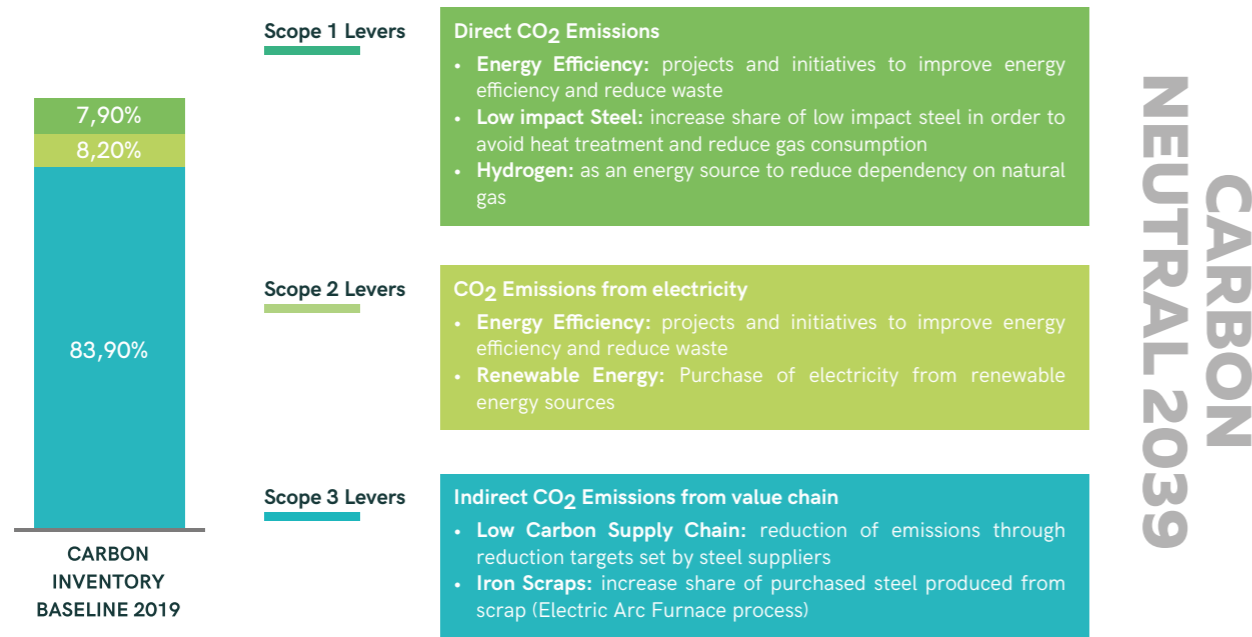 7,90%
8,20%
83,90%
CARBON
INVENTORY
BASELINE 2019
Scope 1 Levers
Direct CO2 Emissions
• Energy Efficiency: projects and initiatives to improve energy
efficiency and reduce waste
• Low impact Steel: increase share of low impact steel in order to
avoid heat treatment and reduce gas consumption
• Hydrogen: as an energy source to reduce dependency on natural
gas
Scope 2 Levers
CO2 Emissions from electricity
• Energy Efficiency: projects and initiatives to improve energy
efficiency and reduce waste
• Renewable Energy: Purchase of electricity from renewable
energy sources
Scope 3 Levers
Indirect CO2 Emissions from value chain
• Low Carbon Supply Chain: reduction of emissions through
reduction targets set by steel suppliers
• Iron Scraps: increase share of purchased steel produced from
scrap (Electric Arc Furnace process)
CARBON
NEUTRAL 2039